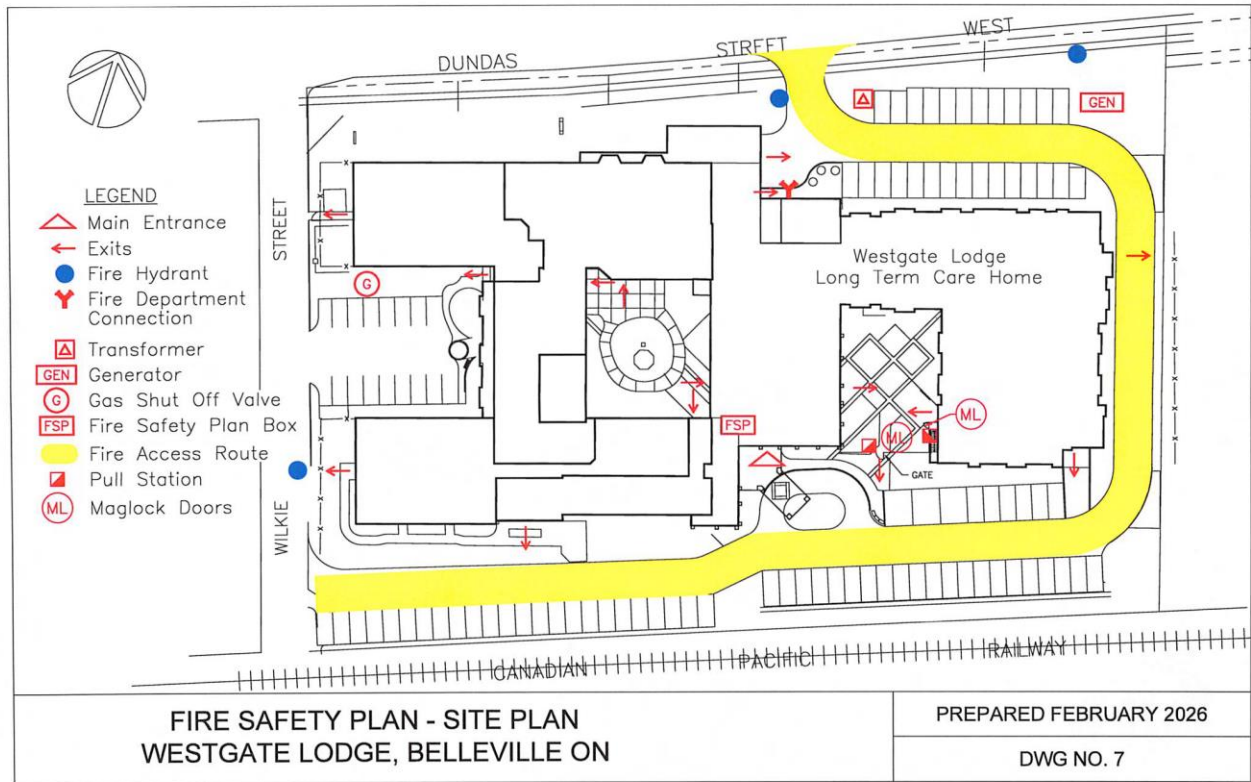 DUNDAS STREET WEST
GEN
LEGEND
Main Entrance
Exits
Fire Hydrant
Fire Department
Connection
Transformer
GEN Generator
G Gas Shut Off Valve
FSP Fire Safety Plan Box
Fire Access Route
Pull Station
ML Maglock Doors
WILKIE STREET
G
Westgate Lodge
Long Term Care Home
FSP
ML
ML
GATE
CANADIAN PACIFIC RAILWAY
FIRE SAFETY PLAN - SITE PLAN
WESTGATE LODGE, BELLEVILLE ON
PREPARED FEBRUARY 2026
DWG NO. 7